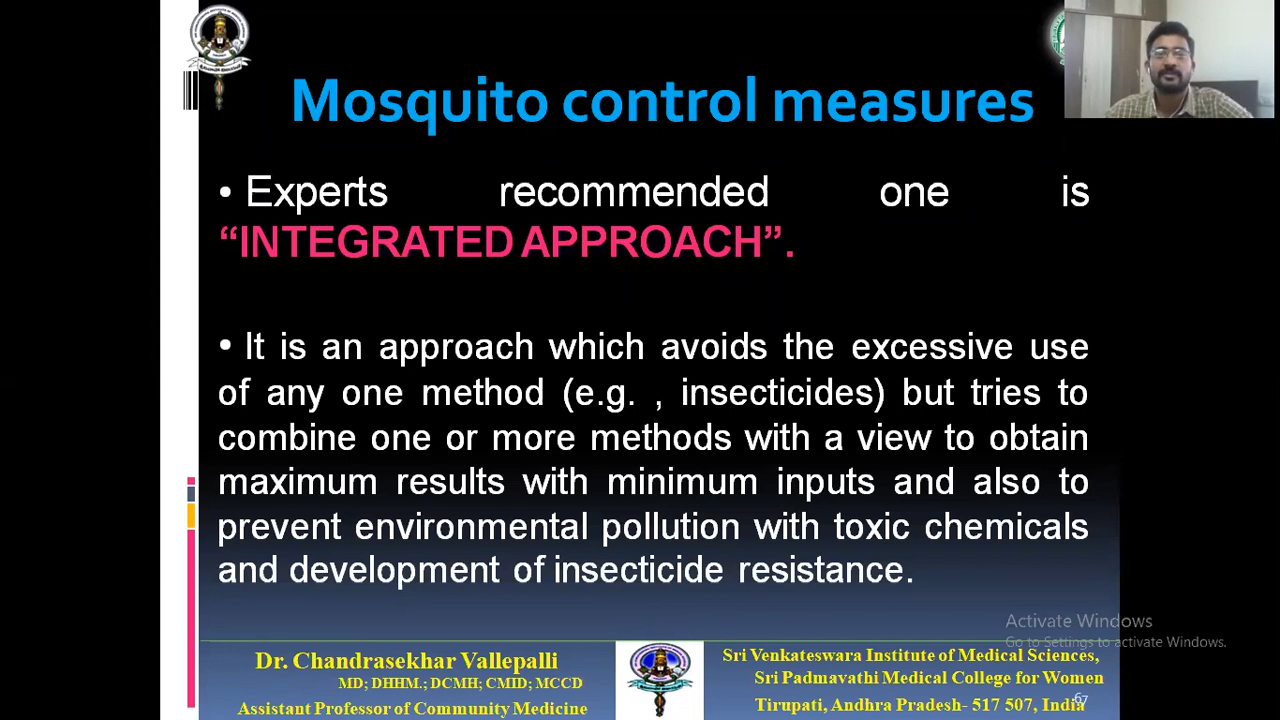 Mosquito control measures
• Experts recommended one is
“INTEGRATED APPROACH”.
• It is an approach which avoids the excessive use
of any one method (e.g. , insecticides) but tries to
combine one or more methods with a view to obtain
maximum results with minimum inputs and also to
prevent environmental pollution with toxic chemicals
and development of insecticide resistance.
Activate Windows
Go to Settings to activate Windows.
Dr. Chandrasekhar Vallepalli
MD; DHHM.; DCMH; CMID; MCCD
Assistant Professor of Community Medicine
Sri Venkateswara Institute of Medical Sciences,
Sri Padmavathi Medical College for Women
Tirupati, Andhra Pradesh- 517 507, India
67